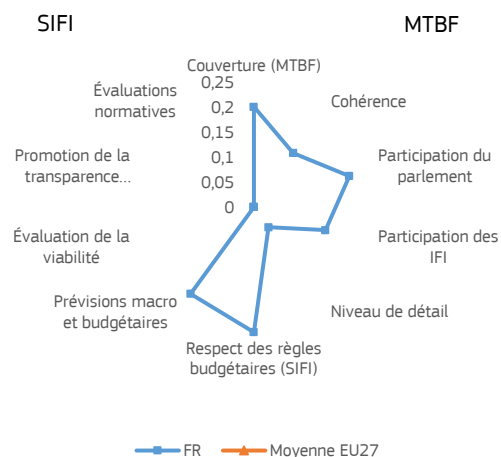 SIFI
MTBF
Couverture (MTBF)
0,25
0,2
0,15
0,1
0,05
0
Cohérence
Participation du
parlement
Participation des
IFI
Niveau de détail
Respect des règles
budgétaires (SIFI)
Prévisions macro
et budgétaires
Évaluation de la
viabilité
Promotion de la
transparence...
Évaluations
normatives
FR
Moyenne EU27